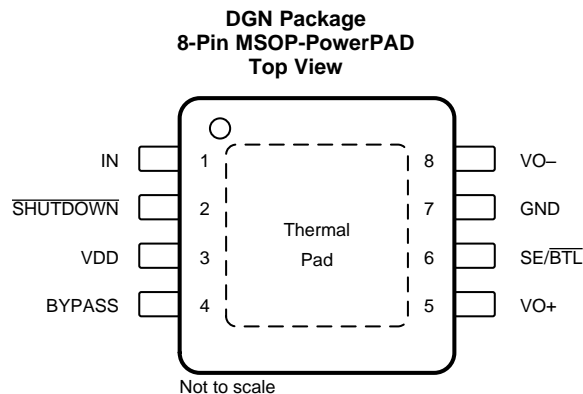 DGN Package
8-Pin MSOP-PowerPAD
Top View
IN 1 8 VO–
SHUTDOWN 2 7 GND
Thermal
VDD 3 6 SE/BTL
Pad
BYPASS 4 5 VO+
Not to scale